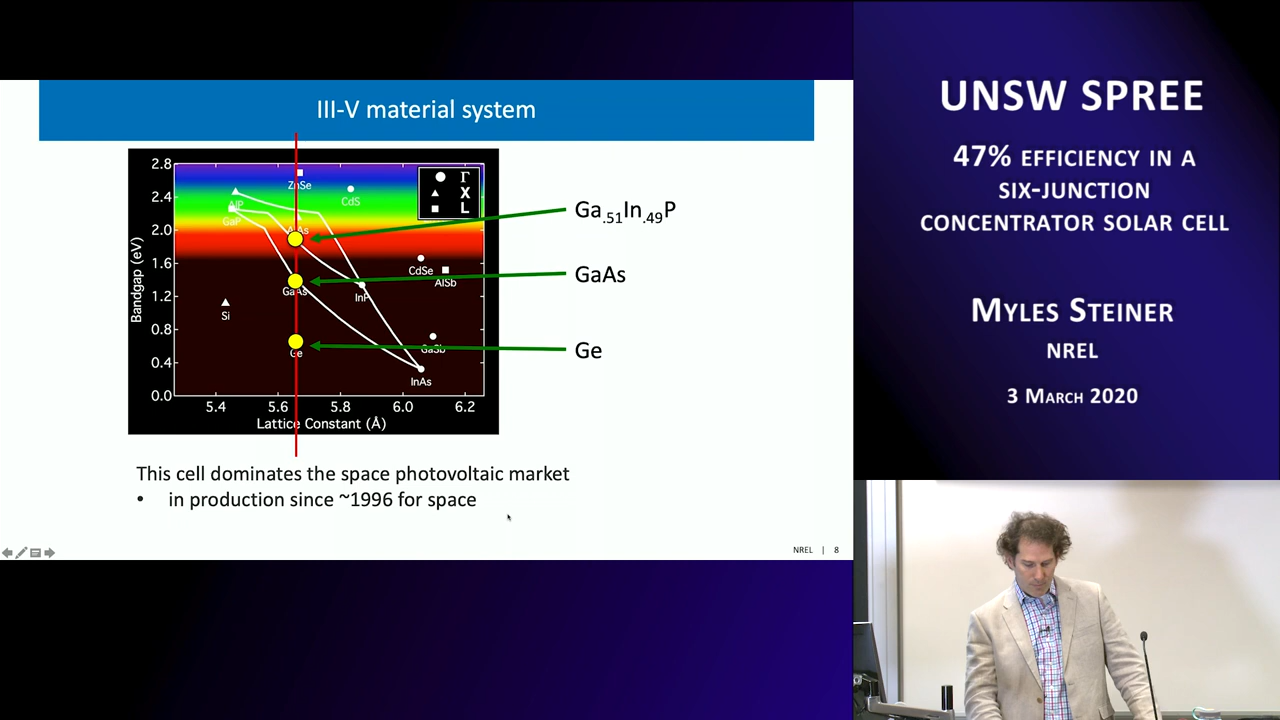 III-V material system
2.8
2.4
2.0
1.6
1.2
0.8
0.4
0.0
Bandgap (eV)
5.4 5.6 5.8 6.0 6.2
Lattice Constant (Å)
Γ
X
L
ZnSe
CdS
AlP
GaP
AlAs
CdSe
AlSb
GaAs
InP
Si
Ge
GaSb
InAs
Ga.51In.49P
GaAs
Ge
This cell dominates the space photovoltaic market
• in production since ~1996 for space
NREL | 8
UNSW SPREE
47% EFFICIENCY IN A
SIX-JUNCTION
CONCENTRATOR SOLAR CELL
MYLES STEINER
NREL
3 MARCH 2020